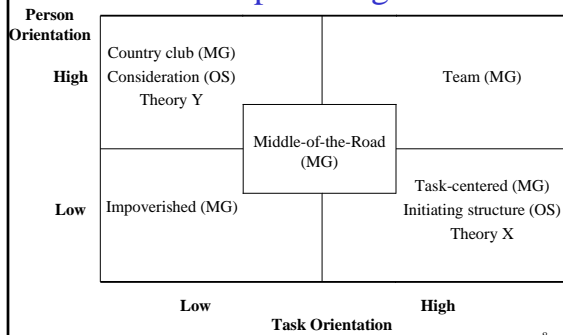 Person
Orientation
High
Country club (MG)
Consideration (OS)
Theory Y
Team (MG)
Middle-of-the-Road
(MG)
Low
Impoverished (MG)
Task-centered (MG)
Initiating structure (OS)
Theory X
Low
High
Task Orientation